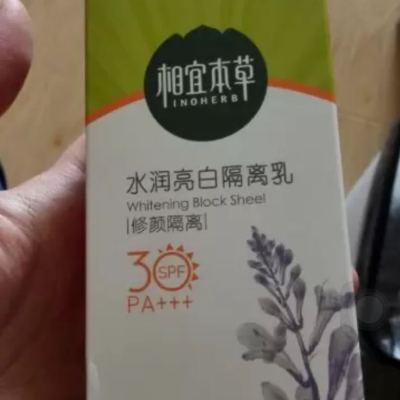 相宜本草
INOHERB
水润亮白隔离乳
Whitening Block Sheel
|修颜隔离|
30 SPF
PA+++